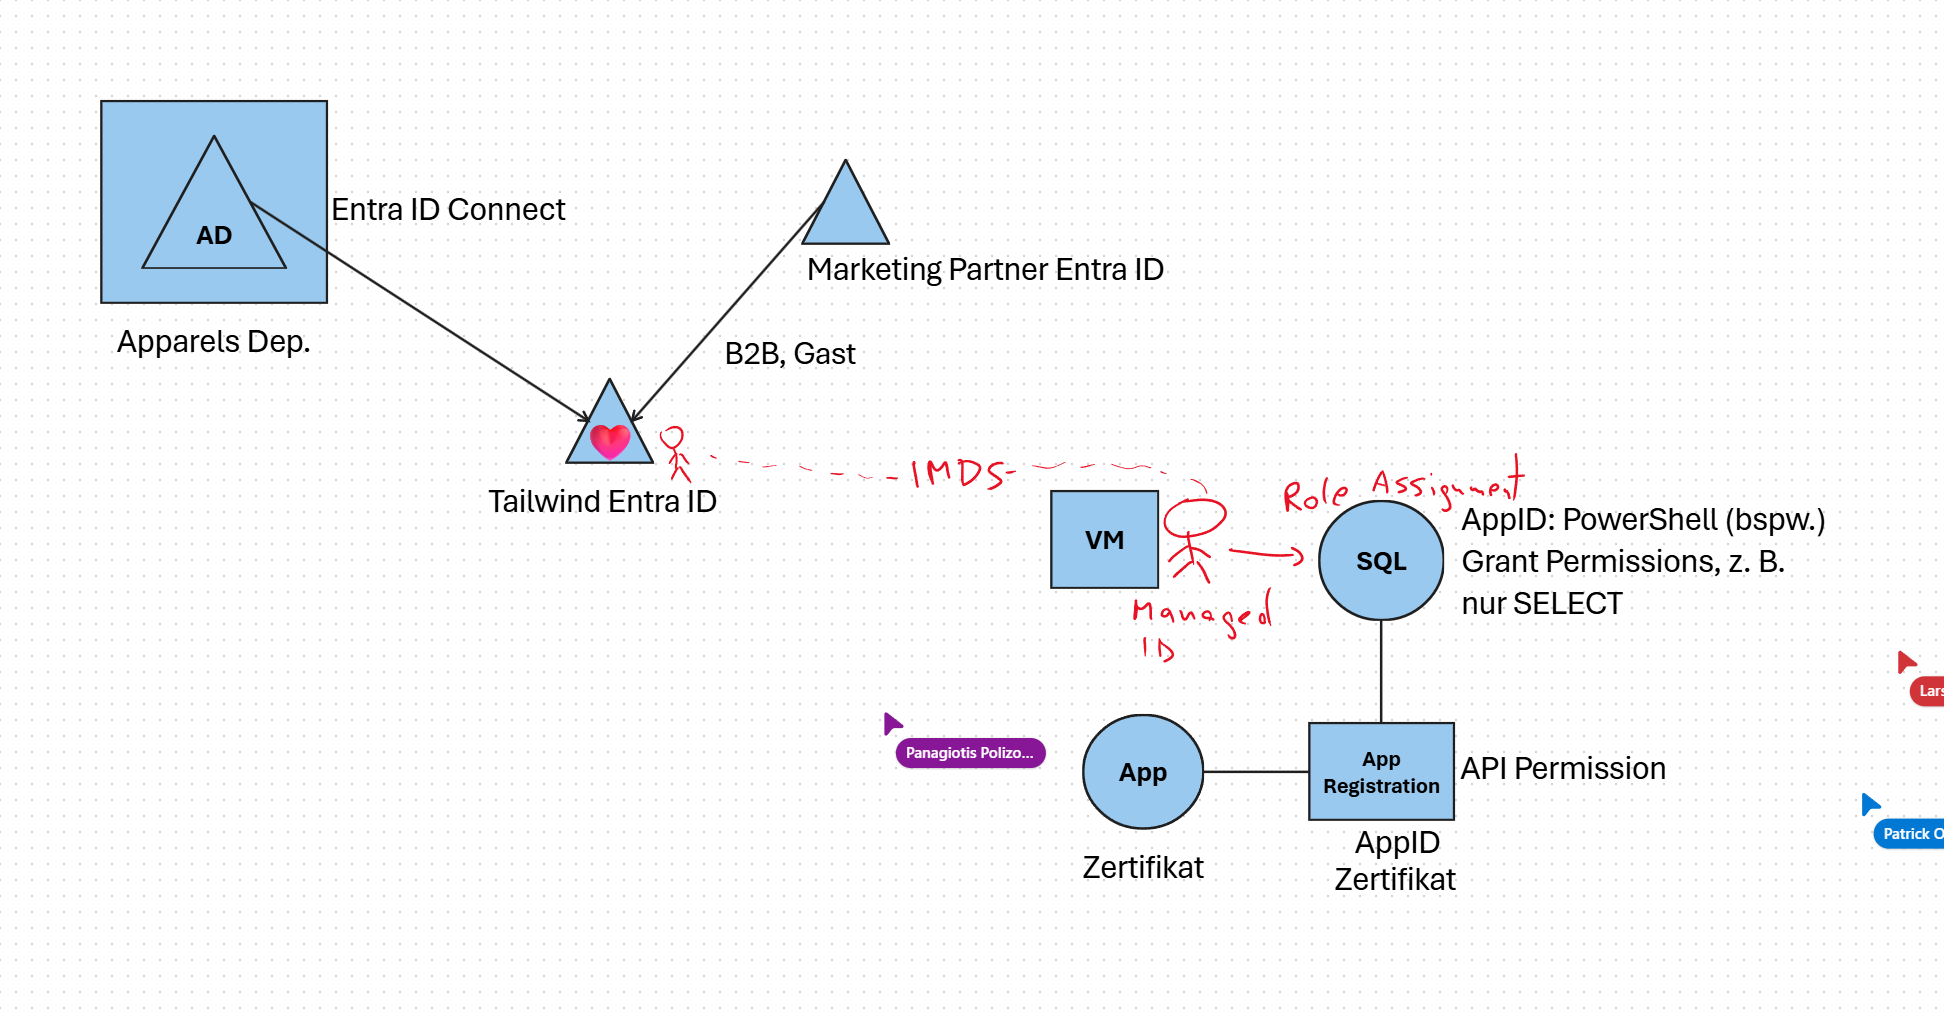 AD
Entra ID Connect
Apparels Dep.
Marketing Partner Entra ID
B2B, Gast
Tailwind Entra ID
IMDS
VM
Managed
ID
Role Assignment
SQL
AppID: PowerShell (bspw.)
Grant Permissions, z. B.
nur SELECT
Lars
Panagiotis Polizo...
App
Zertifikat
App
Registration
API Permission
AppID
Zertifikat
Patrick O